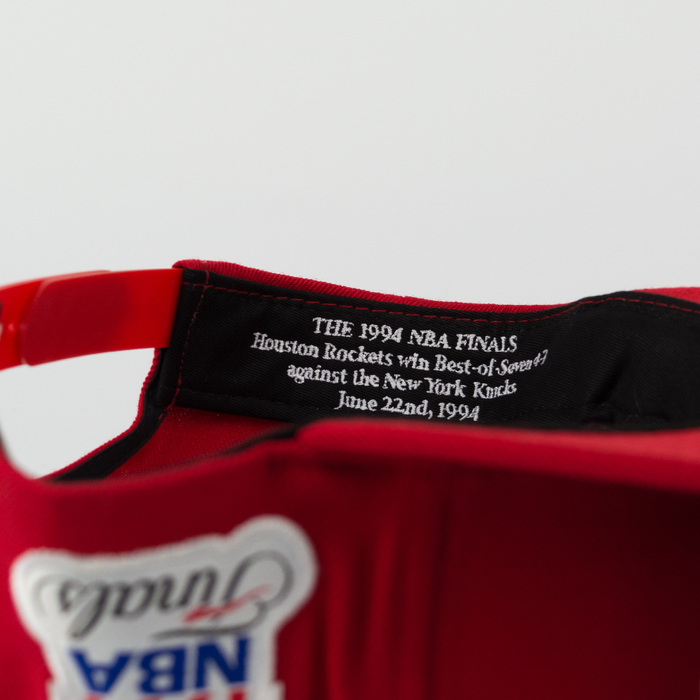 THE 1994 NBA FINALS
Houston Rockets win Best-of-Seven 4-7
against the New York Knicks
June 22nd, 1994
Finals
NBA